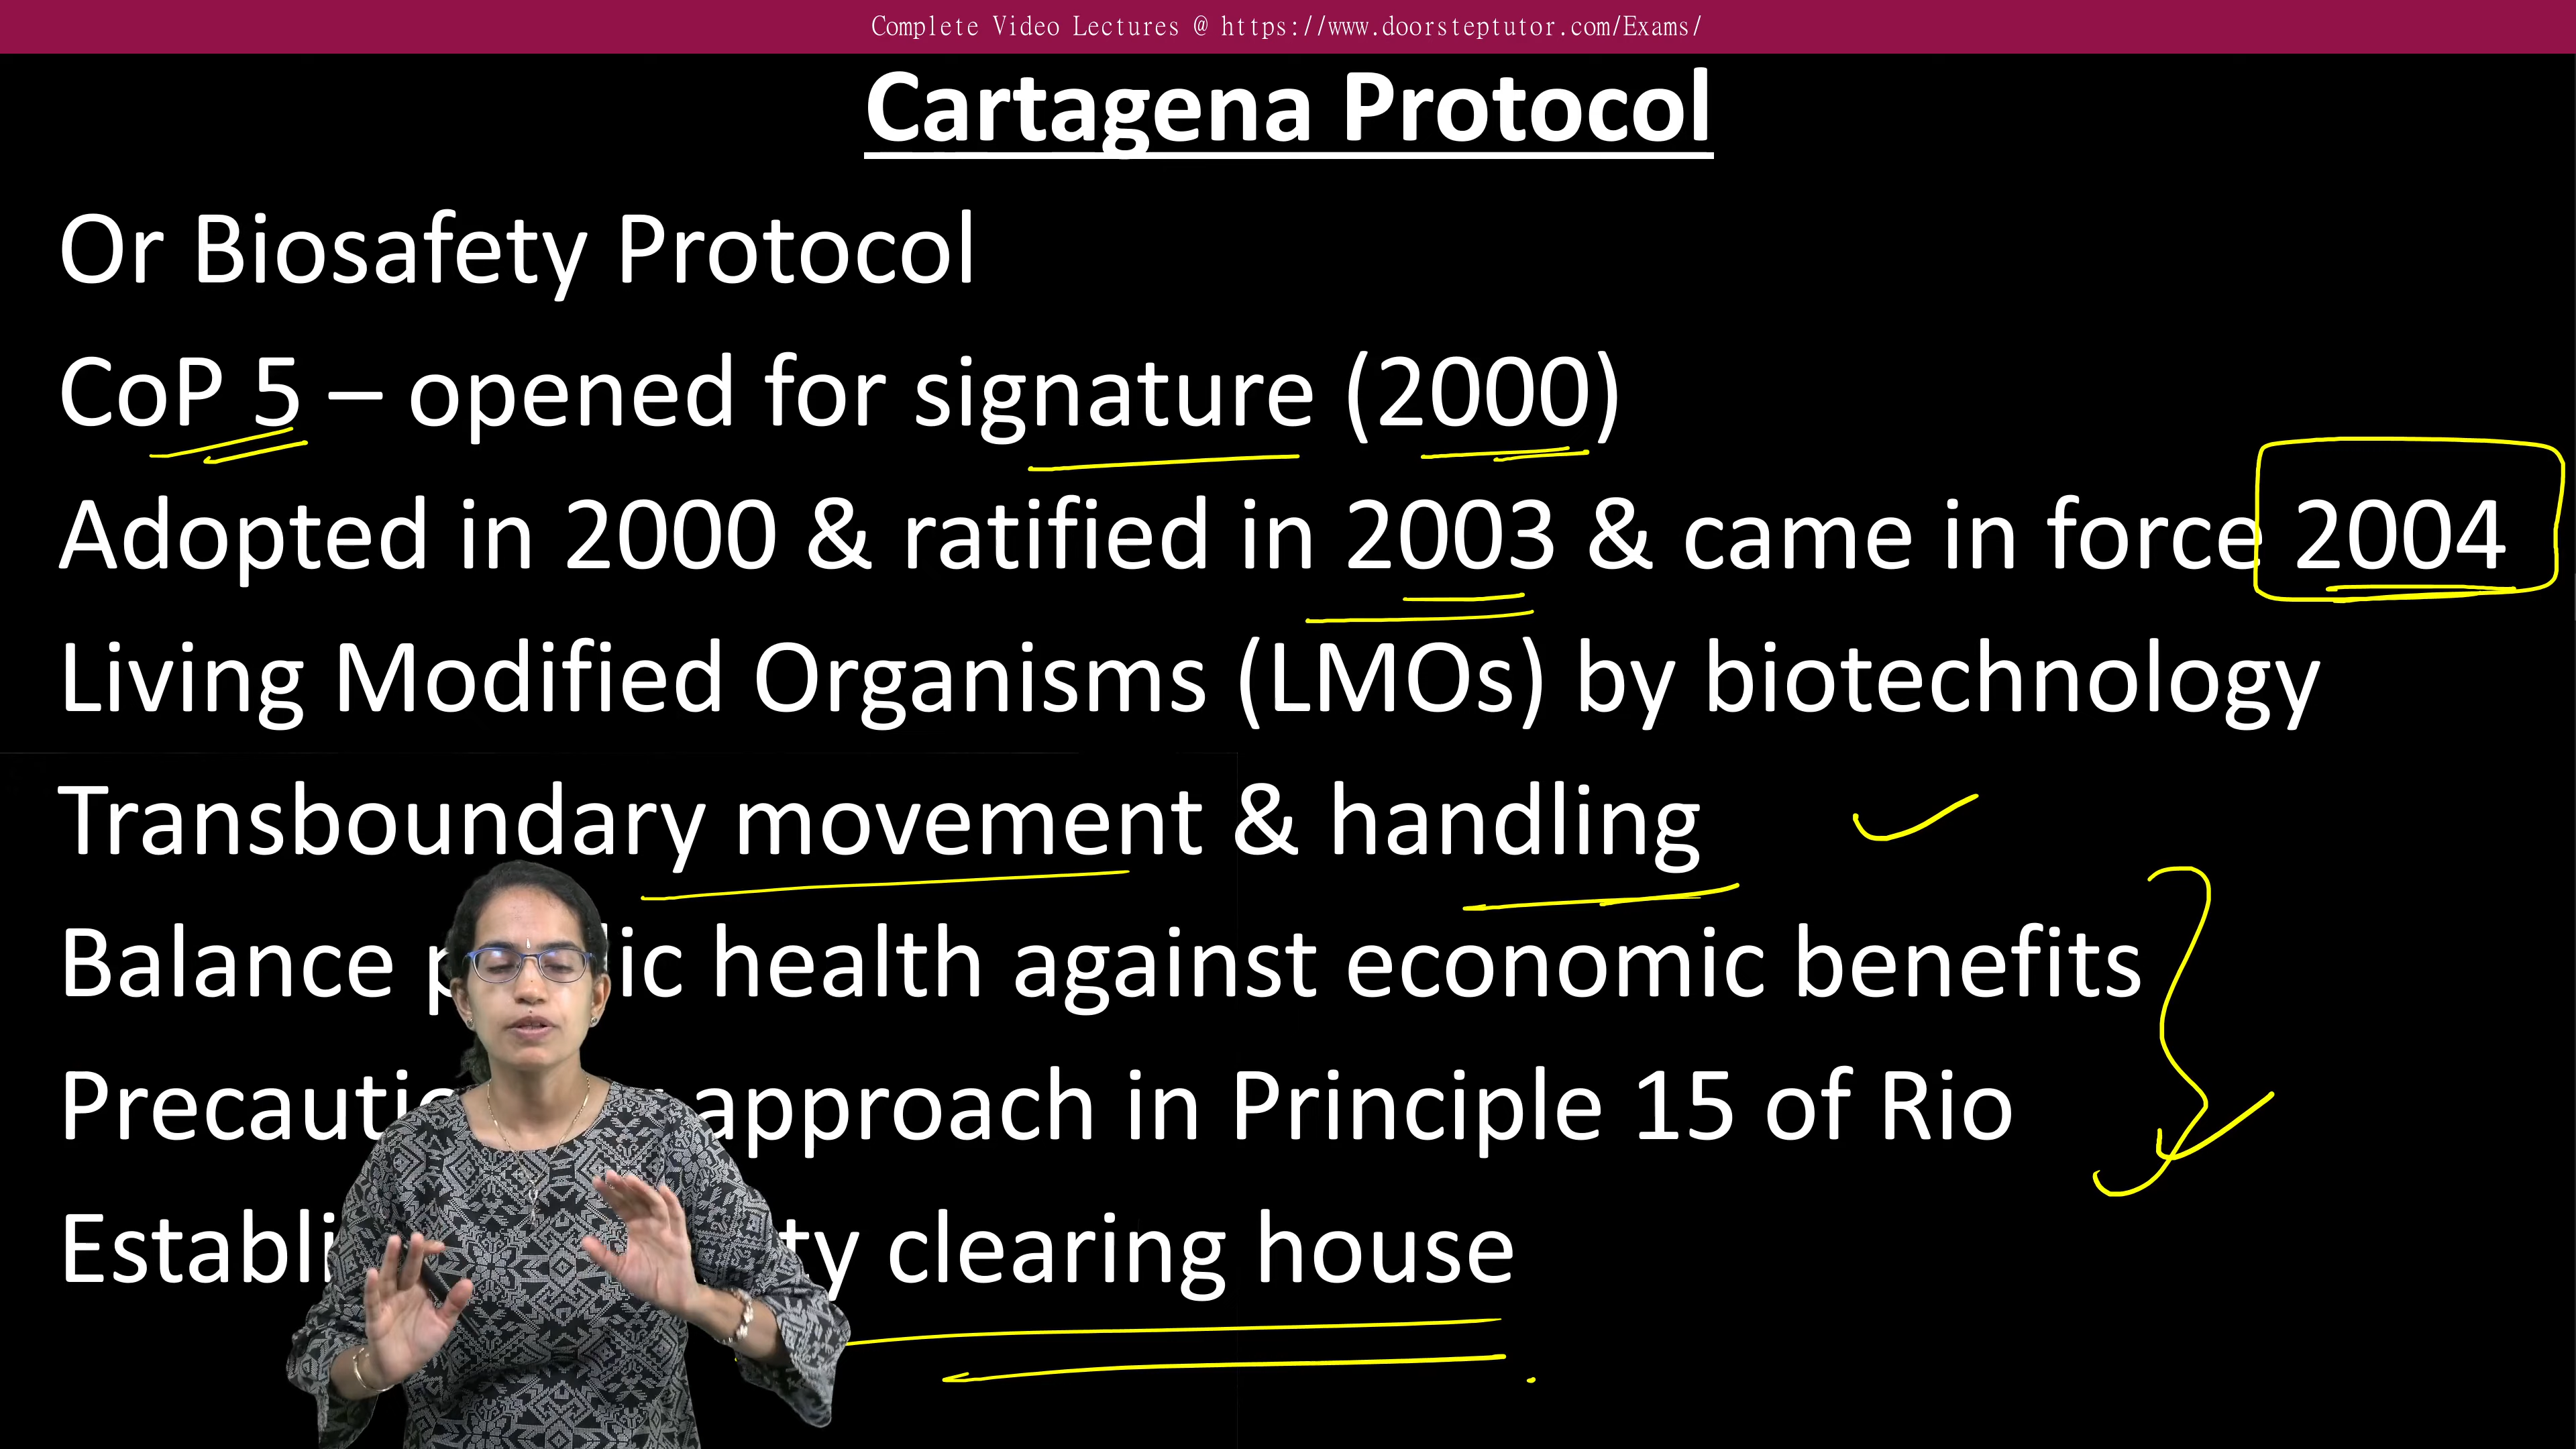 Complete Video Lectures @ https://www.doorsteptutor.com/Exams/
Cartagena Protocol
Or Biosafety Protocol
CoP 5 – opened for signature (2000)
Adopted in 2000 & ratified in 2003 & came in force 2004
Living Modified Organisms (LMOs) by biotechnology
Transboundary movement & handling
Balance health against economic benefits
approach in Principle 15 of Rio
clearing house